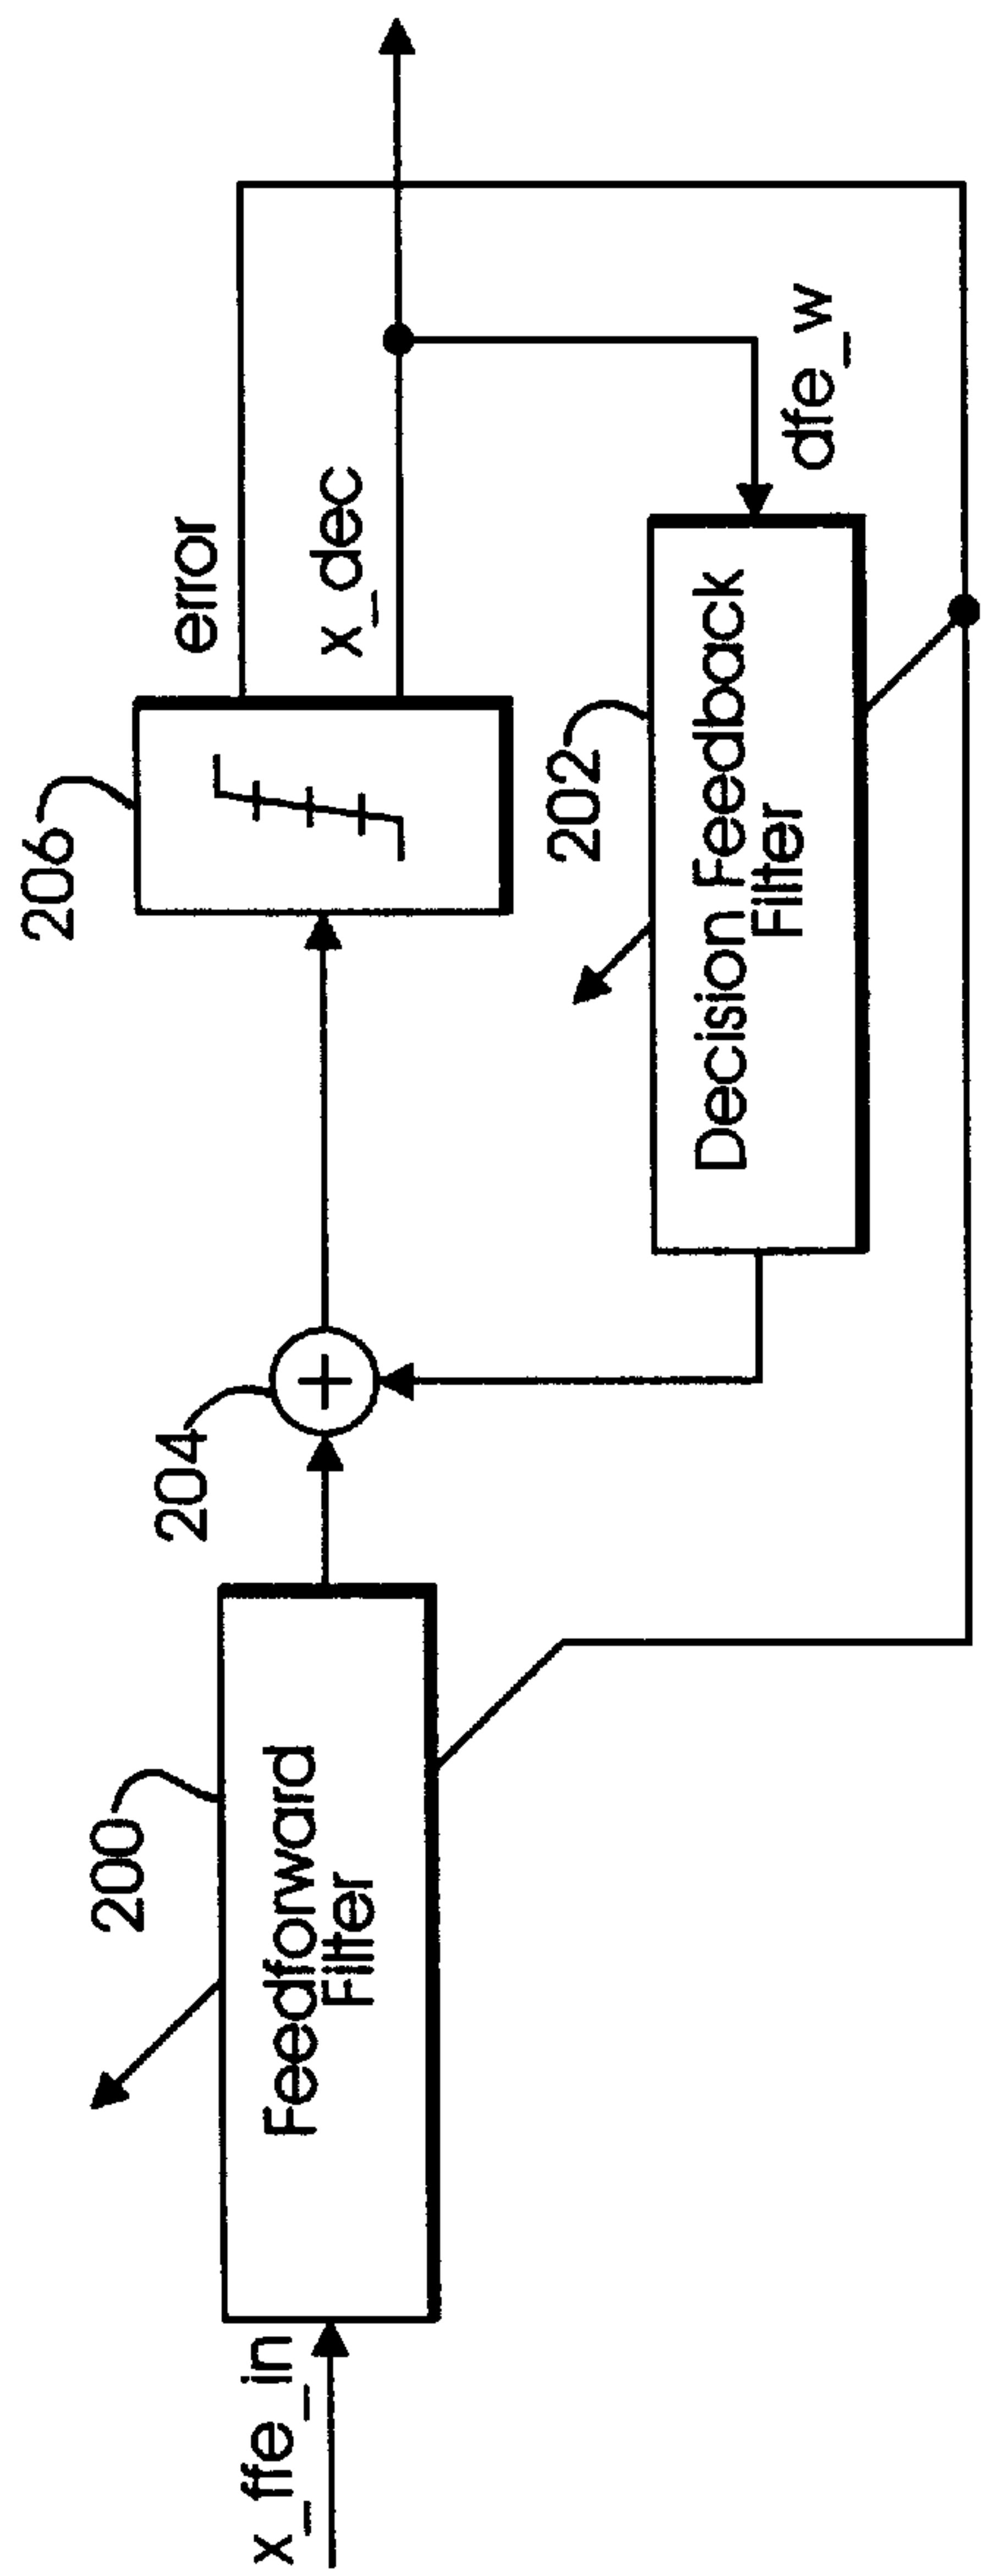 206
error
x_dec
204
200
202
dfe_w
x_ffe_in
Feedforward
Filter
Decision Feedback
Filter
+